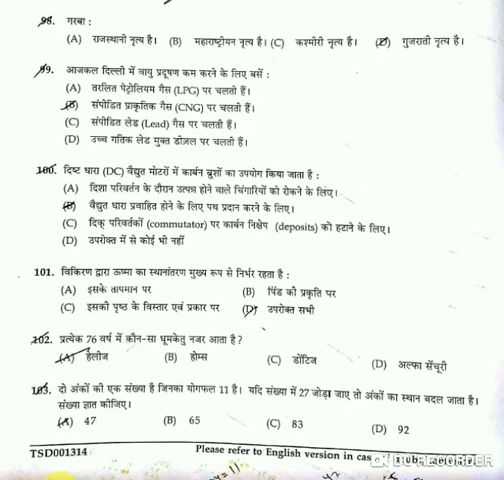 98. गरबा :
(A) राजस्थानी नृत्य है। (B) महाराष्ट्रीयन नृत्य है। (C) कश्मीरी नृत्य है। (D) गुजराती नृत्य है।
99. आजकल दिल्ली में वायु प्रदूषण कम करने के लिए बसें :
(A) तरलित पेट्रोलियम गैस (LPG) पर चलती हैं।
(B) संपीडित प्राकृतिक गैस (CNG) पर चलती हैं।
(C) संपीडित लेड (Lead) गैस पर चलती हैं।
(D) उच्च गतिक लेड मुक्त डीज़ल पर चलती हैं।
100. दिष्ट धारा (DC) वैद्युत मोटरों में कार्बन ब्रुशों का उपयोग किया जाता है :
(A) दिशा परिवर्तन के दौरान उत्पन्न होने वाले चिंगारियों को रोकने के लिए।
(B) वैद्युत धारा प्रवाहित होने के लिए पथ प्रदान करने के लिए।
(C) दिक् परिवर्तकों (commutator) पर कार्बन निक्षेप (deposits) को हटाने के लिए।
(D) उपरोक्त में से कोई भी नहीं
101. विकिरण द्वारा ऊष्मा का स्थानांतरण मुख्य रूप से निर्भर रहता है :
(A) इसके तापमान पर (B) पिंड की प्रकृति पर
(C) इसकी पृष्ठ के विस्तार एवं प्रकार पर (D) उपरोक्त सभी
102. प्रत्येक 76 वर्ष में कौन-सा धूमकेतु नजर आता है?
(A) हैलीज (B) होम्स (C) डोंटिज (D) अल्फा सेंचूरी
103. दो अंकों की एक संख्या है जिनका योगफल 11 है। यदि संख्या में 27 जोड़ा जाए तो अंकों का स्थान बदल जाता है।
संख्या ज्ञात कीजिए।
(A) 47 (B) 65 (C) 83 (D) 92
TSD001314 Please refer to English version in cas
DU RECORDER